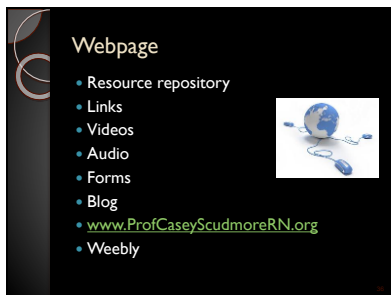 Webpage
• Resource repository
• Links
• Videos
• Audio
• Forms
• Blog
• www.ProfCaseyScudmoreRN.org
• Weebly